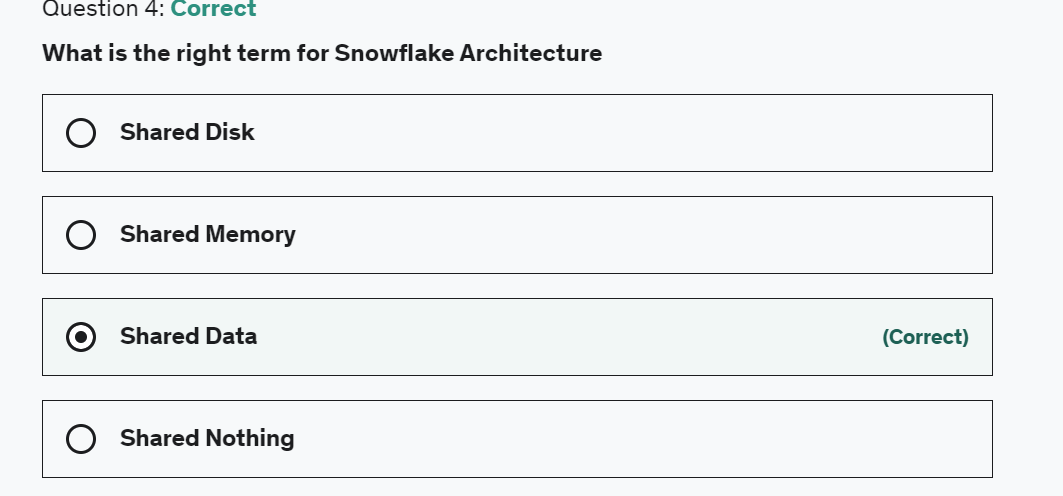 Question 4: Correct
What is the right term for Snowflake Architecture
Shared Disk
Shared Memory
Shared Data (Correct)
Shared Nothing